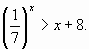 (1/7)^x > x + 8.